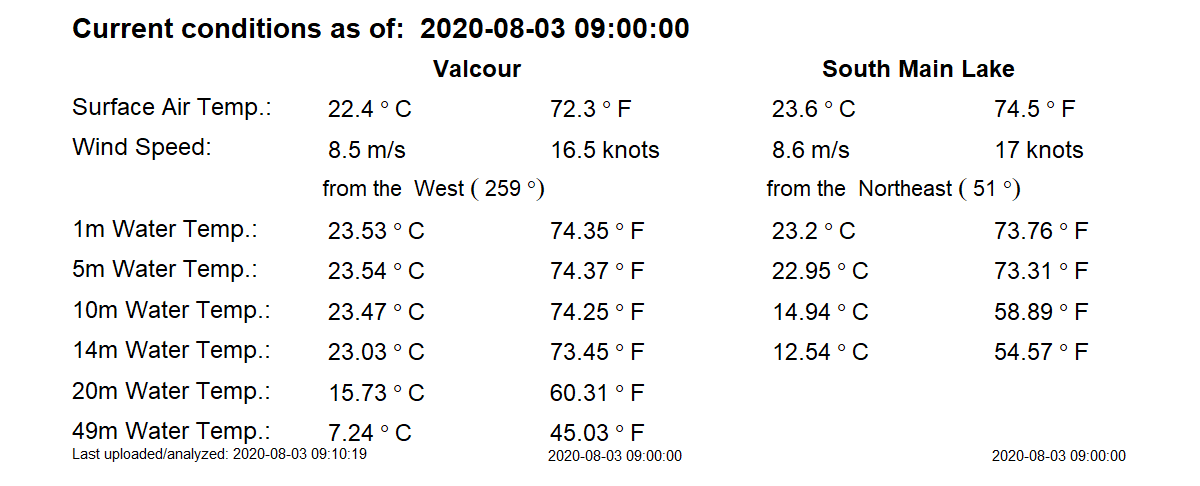 Current conditions as of: 2020-08-03 09:00:00
Valcour South Main Lake
Surface Air Temp.: 22.4 ° C 72.3 ° F 23.6 ° C 74.5 ° F
Wind Speed: 8.5 m/s 16.5 knots 8.6 m/s 17 knots
from the West ( 259 °) from the Northeast ( 51 °)
1m Water Temp.: 23.53 ° C 74.35 ° F 23.2 ° C 73.76 ° F
5m Water Temp.: 23.54 ° C 74.37 ° F 22.95 ° C 73.31 ° F
10m Water Temp.: 23.47 ° C 74.25 ° F 14.94 ° C 58.89 ° F
14m Water Temp.: 23.03 ° C 73.45 ° F 12.54 ° C 54.57 ° F
20m Water Temp.: 15.73 ° C 60.31 ° F
49m Water Temp.: 7.24 ° C 45.03 ° F
Last uploaded/analyzed: 2020-08-03 09:10:19 2020-08-03 09:00:00 2020-08-03 09:00:00